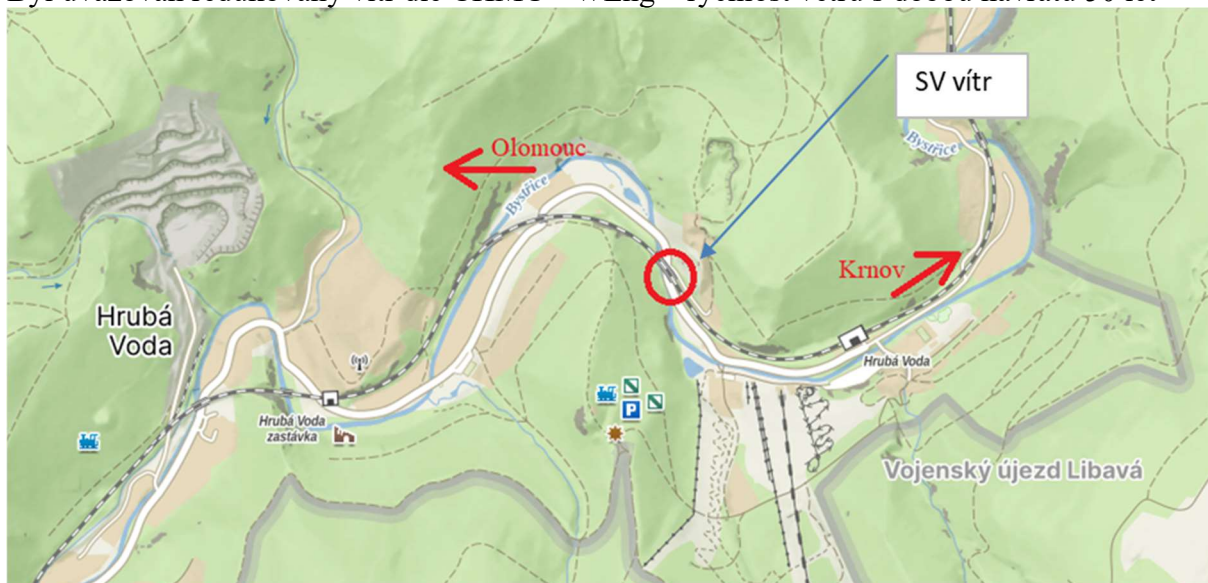 SV vítr
Olomouc
Bystřice
Bystřice
Krnov
Hrubá
Voda
Hrubá Voda
Hrubá Voda
zastávka
P
Vojenský újezd Libavá